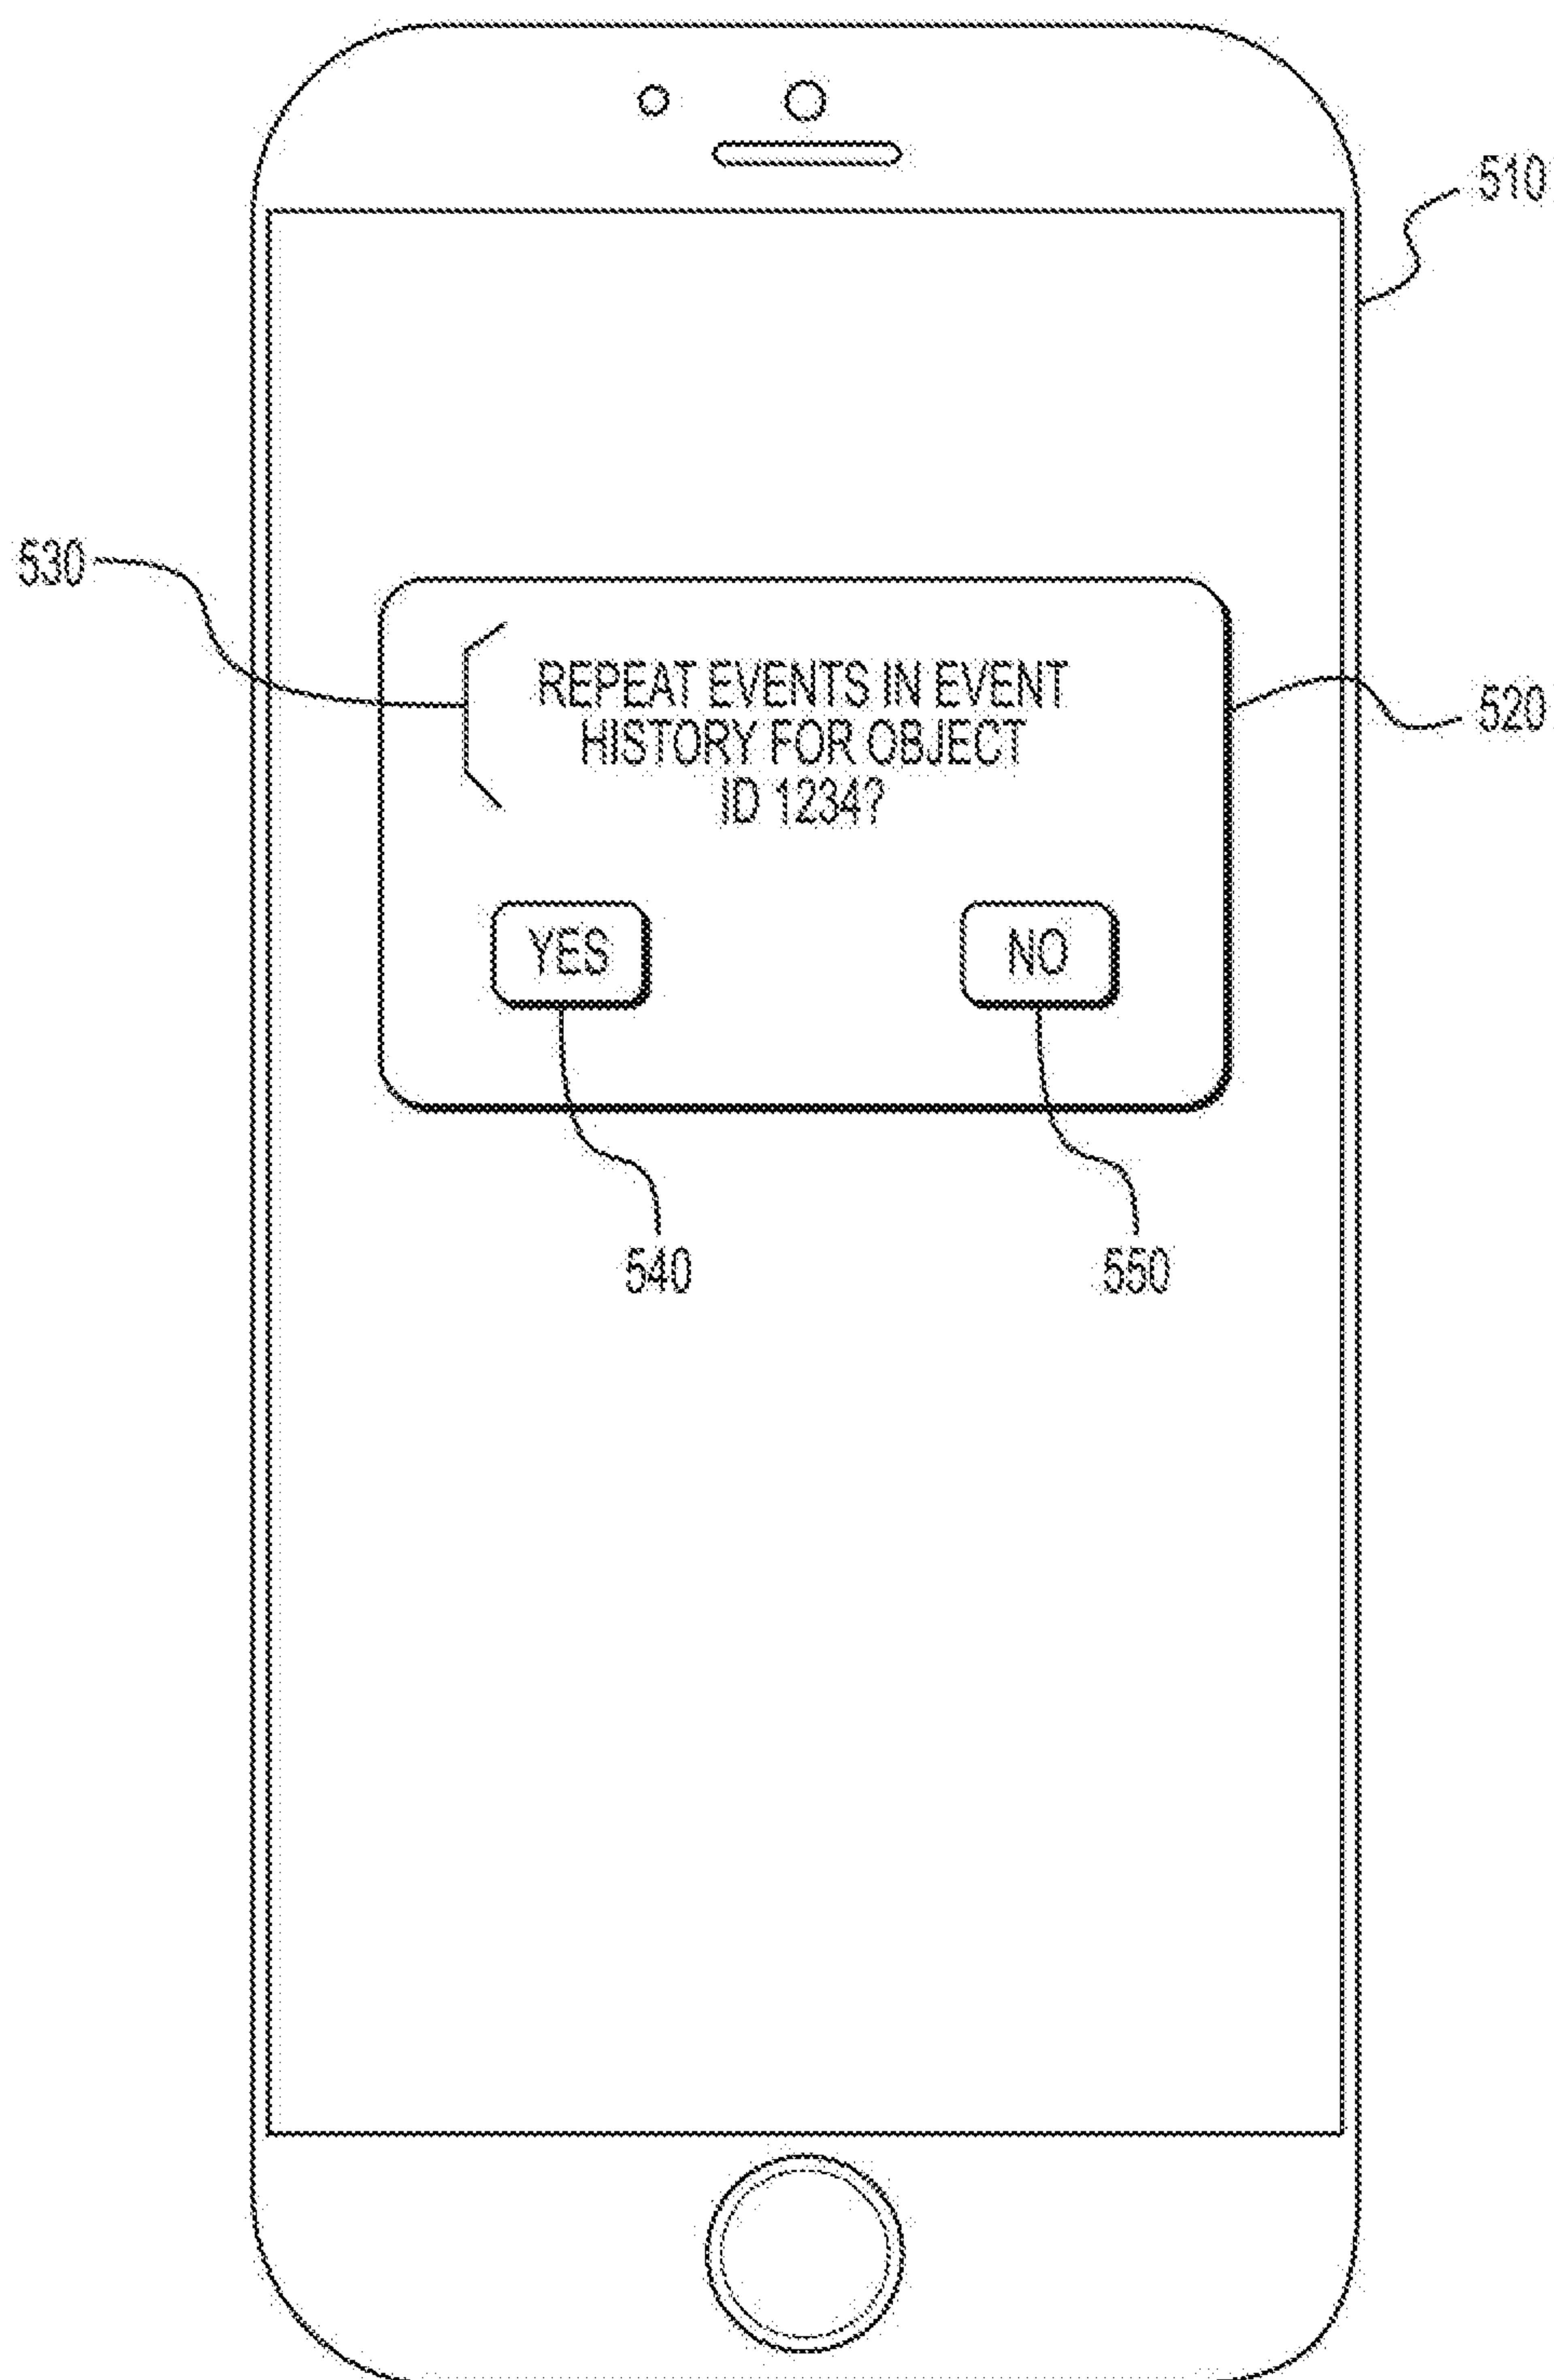 510
530
REPEAT EVENTS IN EVENT
HISTORY FOR OBJECT
ID 1234?
520
YES
NO
540
550